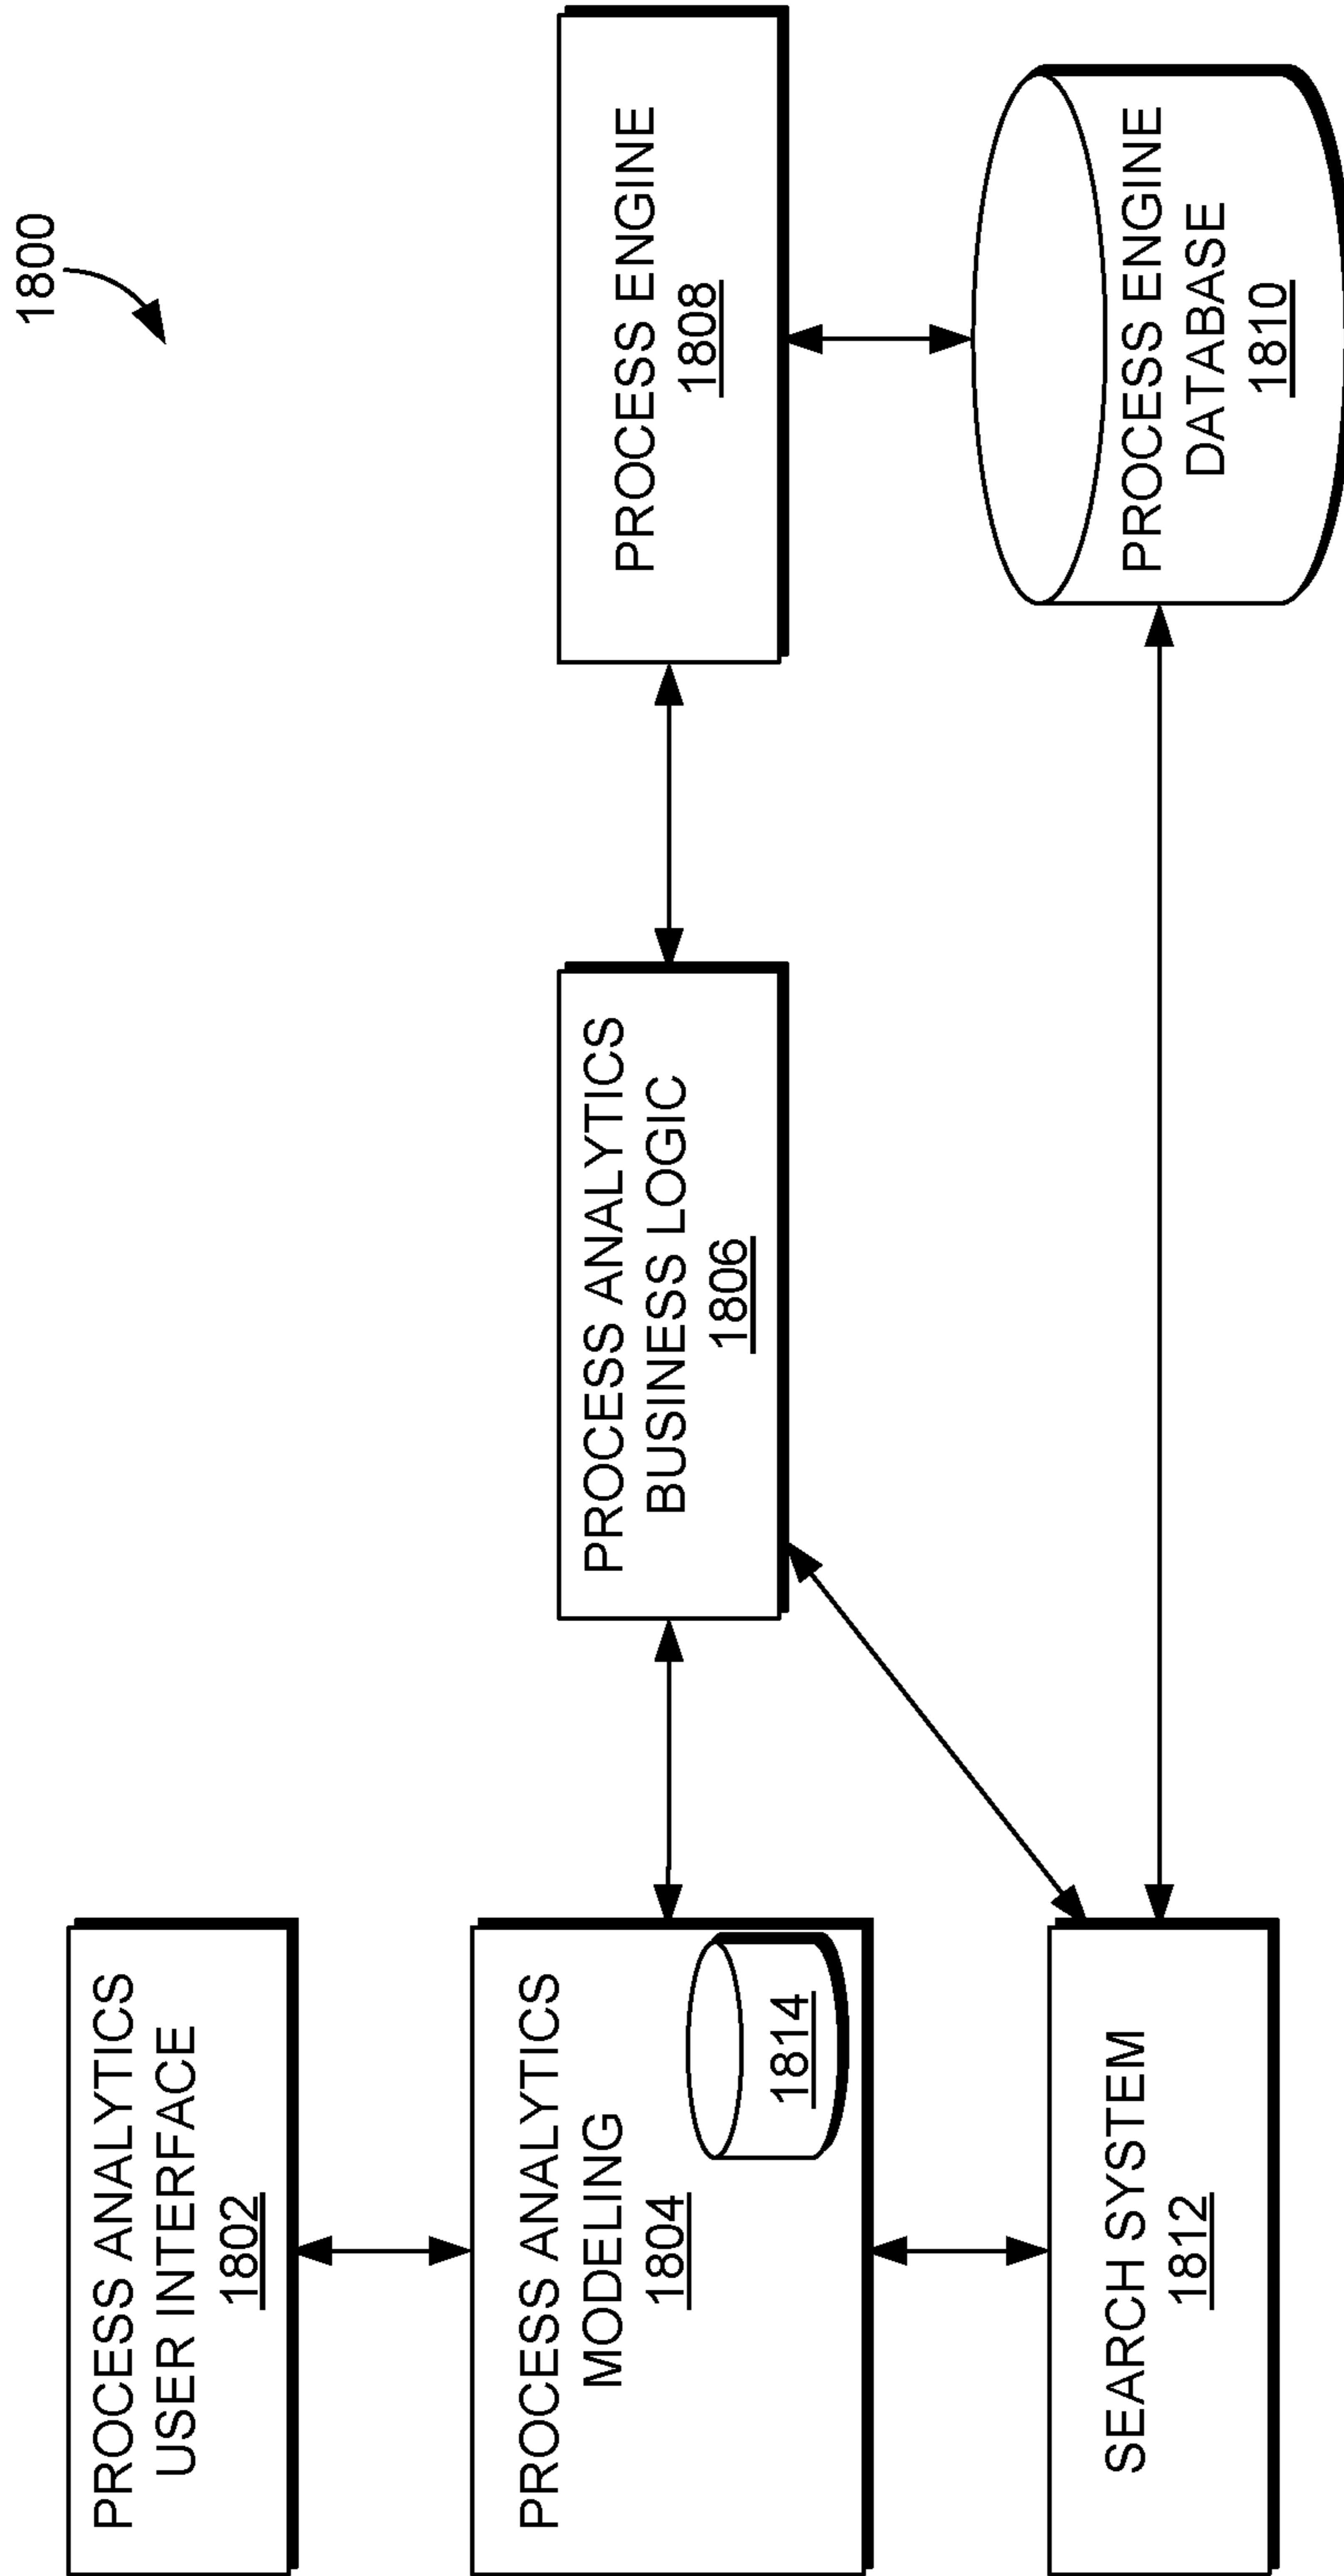 1800
PROCESS ANALYTICS
USER INTERFACE
1802
PROCESS ANALYTICS
MODELING
1804
1814
PROCESS ANALYTICS
BUSINESS LOGIC
1806
PROCESS ENGINE
1808
SEARCH SYSTEM
1812
PROCESS ENGINE
DATABASE
1810